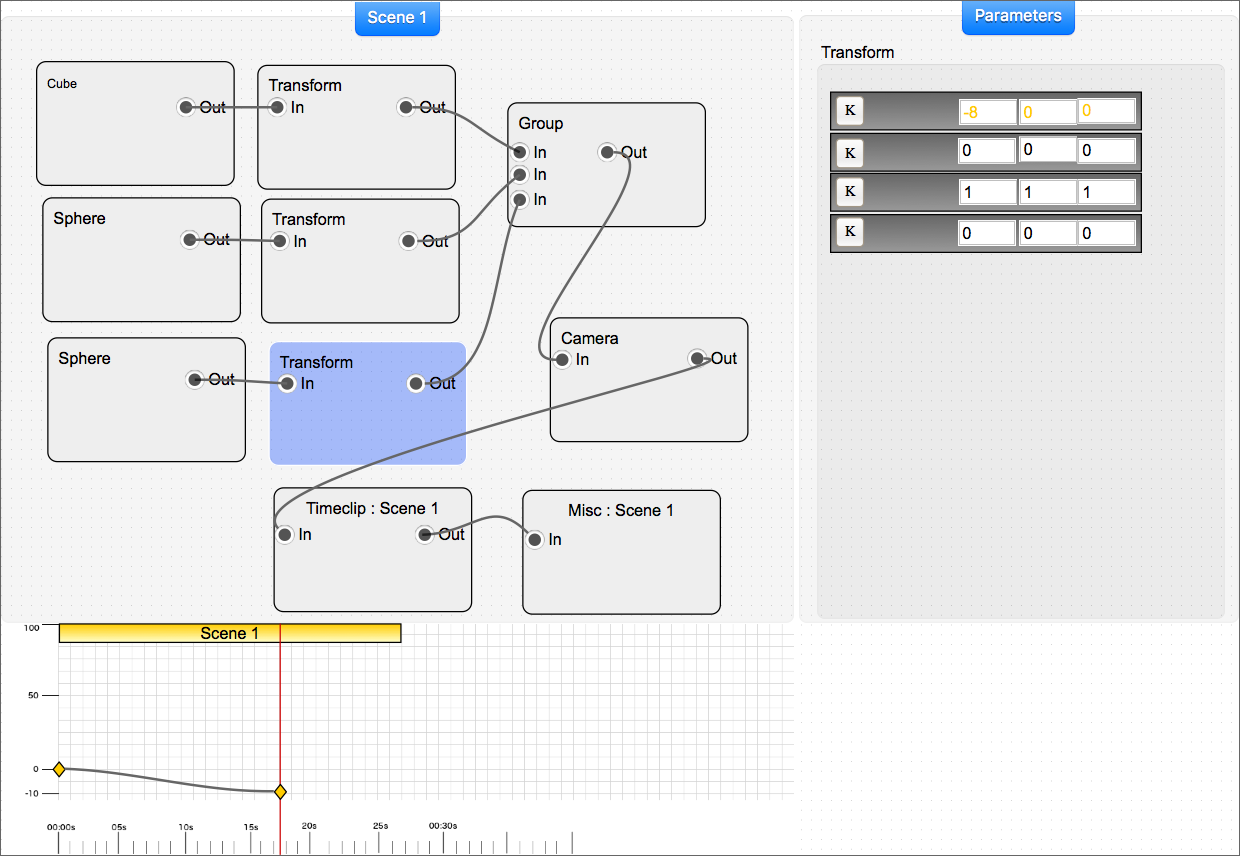 Scene 1
Parameters
Transform
Cube
Out
Transform
In
Out
Group
In
Out
In
In
Sphere
Out
Transform
In
Out
Sphere
Out
Transform
In
Out
Camera
In
Out
Timeclip : Scene 1
In
Out
Misc : Scene 1
In
K -8 0 0
K 0 0 0
K 1 1 1
K 0 0 0
Scene 1
100
50
0
-10
00:00s 05s 10s 15s 20s 25s 00:30s